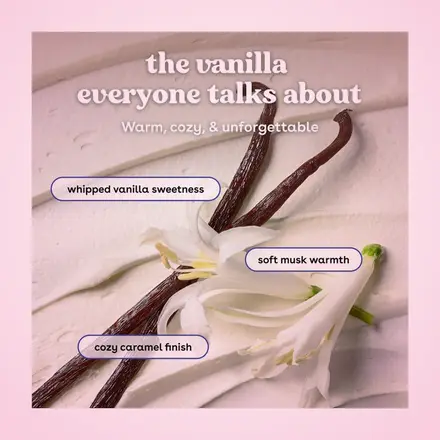 the vanilla
everyone talks about
Warm, cozy, & unforgettable
whipped vanilla sweetness
soft musk warmth
cozy caramel finish